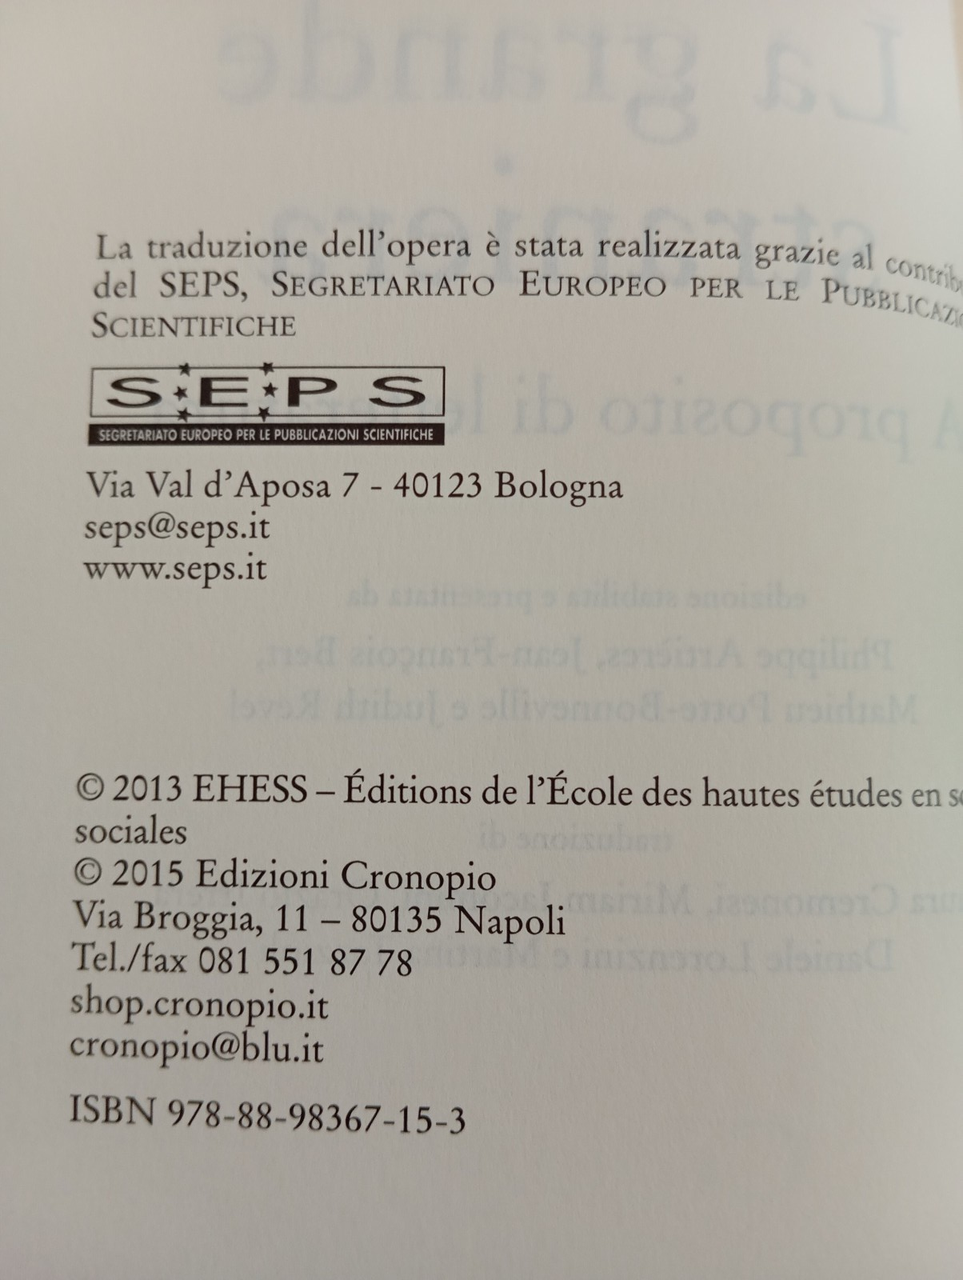 La traduzione dell'opera è stata realizzata grazie al contrib
del SEPS, SEGRETARIATO EUROPEO PER LE PUBBLICAZI
SCIENTIFICHE
S E P S
SEGRETARIATO EUROPEO PER LE PUBBLICAZIONI SCIENTIFICHE
Via Val d'Aposa 7 - 40123 Bologna
seps@seps.it
www.seps.it
© 2013 EHESS – Éditions de l'École des hautes études en s
sociales
© 2015 Edizioni Cronopio
Via Broggia, 11 – 80135 Napoli
Tel./fax 081 551 87 78
shop.cronopio.it
cronopio@blu.it
ISBN 978-88-98367-15-3